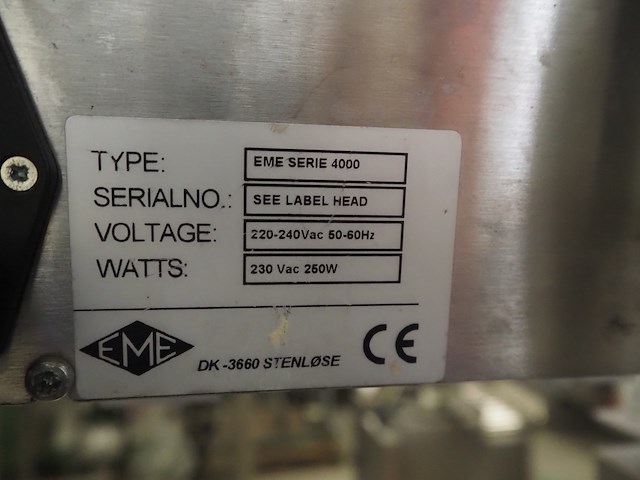 TYPE: EME SERIE 4000
SERIALNO.: SEE LABEL HEAD
VOLTAGE: 220-240Vac 50-60Hz
WATTS: 230 Vac 250W
EME DK-3660 STENLØSE CE